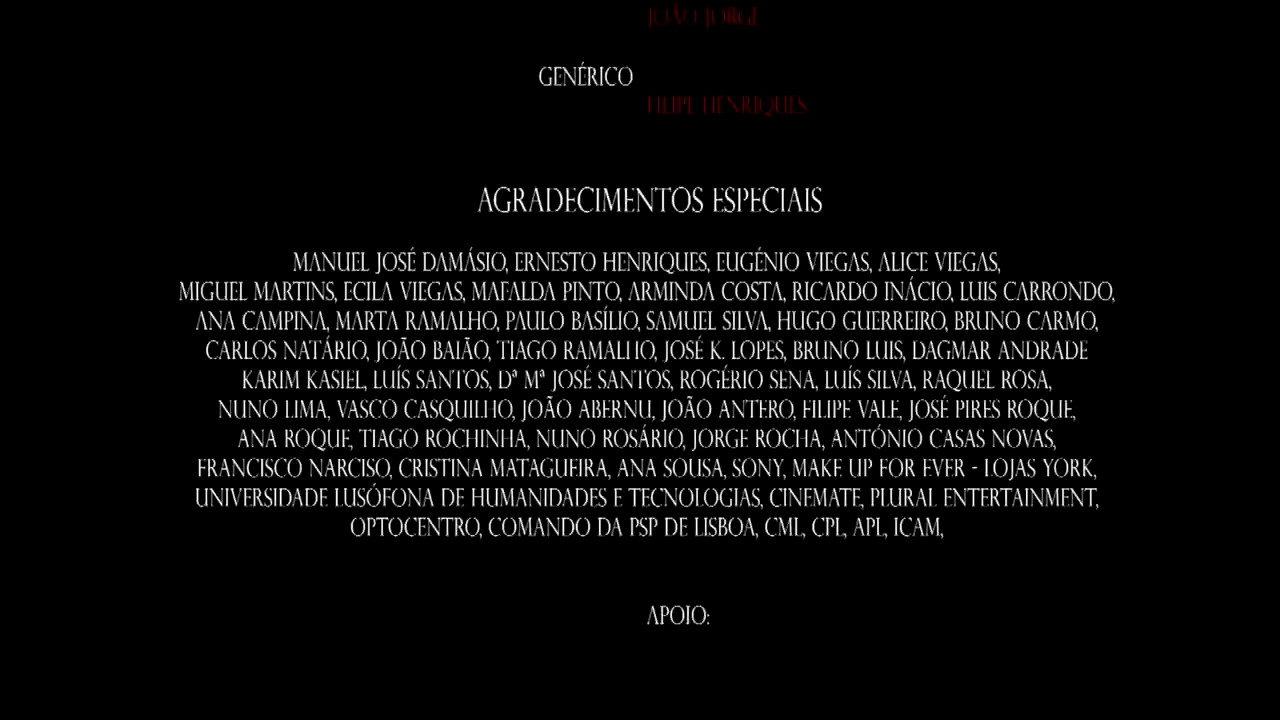 JOÃO JORGE
GENÉRICO
FILIPE HENRIQUES
AGRADECIMENTOS ESPECIAIS
MANUEL JOSÉ DAMÁSIO, ERNESTO HENRIQUES, EUGÉNIO VIEGAS, ALICE VIEGAS,
MIGUEL MARTINS, ECILA VIEGAS, MAFALDA PINTO, ARMINDA COSTA, RICARDO INÁCIO, LUIS CARRONDO,
ANA CAMPINA, MARTA RAMALHO, PAULO BASÍLIO, SAMUEL SILVA, HUGO GUERREIRO, BRUNO CARMO,
CARLOS NATÁRIO, JOÃO BAIÃO, TIAGO RAMALHO, JOSÉ K. LOPES, BRUNO LUIS, DAGMAR ANDRADE
KARIM KASIEL, LUÍS SANTOS, Dª Mª JOSÉ SANTOS, ROGÉRIO SENA, LUÍS SILVA, RAQUEL ROSA,
NUNO LIMA, VASCO CASQUILHO, JOÃO ABERNU, JOÃO ANTERO, FILIPE VALE, JOSÉ PIRES ROQUE,
ANA ROQUE, TIAGO ROCHINHA, NUNO ROSÁRIO, JORGE ROCHA, ANTÓNIO CASAS NOVAS,
FRANCISCO NARCISO, CRISTINA MATAGUEIRA, ANA SOUSA, SONY, MAKE UP FOR EVER - LOJAS YORK,
UNIVERSIDADE LUSÓFONA DE HUMANIDADES E TECNOLOGIAS, CINEMATE, PLURAL ENTERTAINMENT,
OPTOCENTRO, COMANDO DA PSP DE LISBOA, CML, CPL, APL, ICAM,
APOIO: